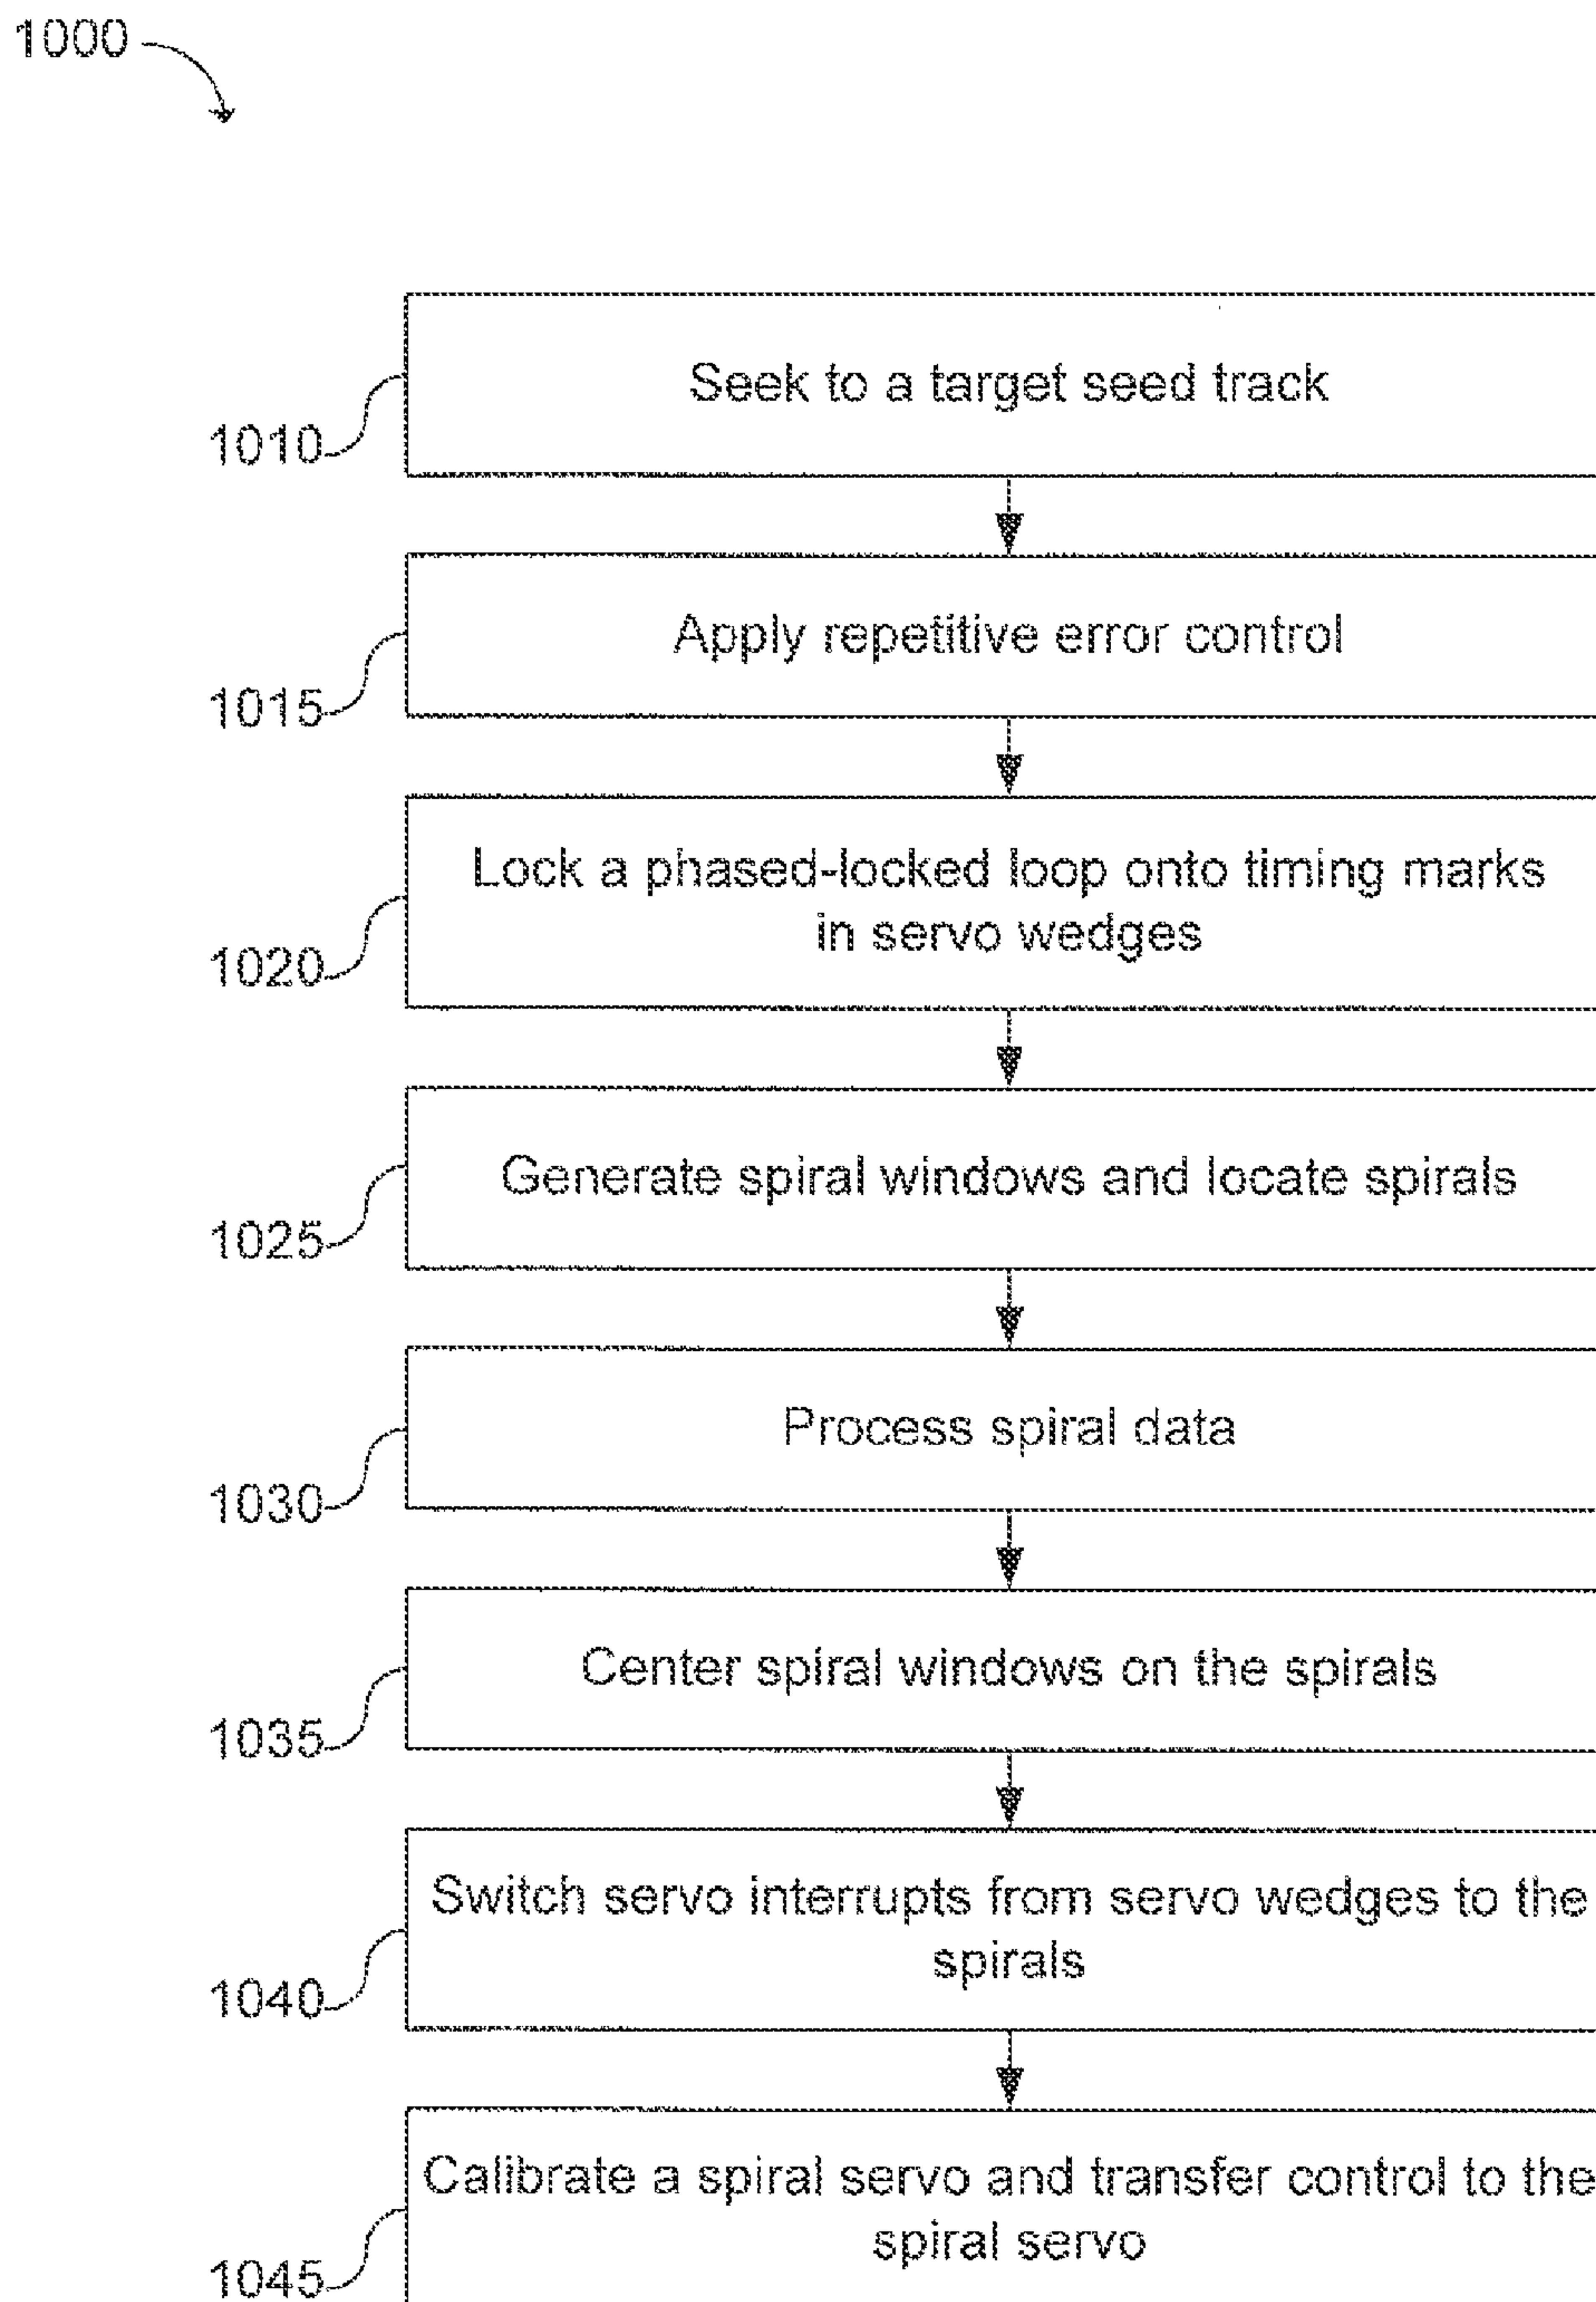 1000
Seek to a target seed track
1010
Apply repetitive error control
1015
Lock a phased-locked loop onto timing marks
in servo wedges
1020
Generate spiral windows and locate spirals
1025
Process spiral data
1030
Center spiral windows on the spirals
1035
Switch servo interrupts from servo wedges to the
spirals
1040
Calibrate a spiral servo and transfer control to the
spiral servo
1045